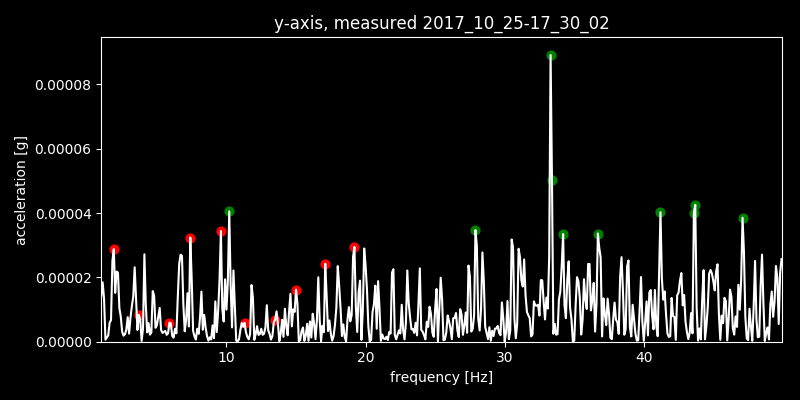 y-axis, measured 2017_10_25-17_30_02
acceleration [g]
0.00008
0.00006
0.00004
0.00002
0.00000
10 20 30 40
frequency [Hz]